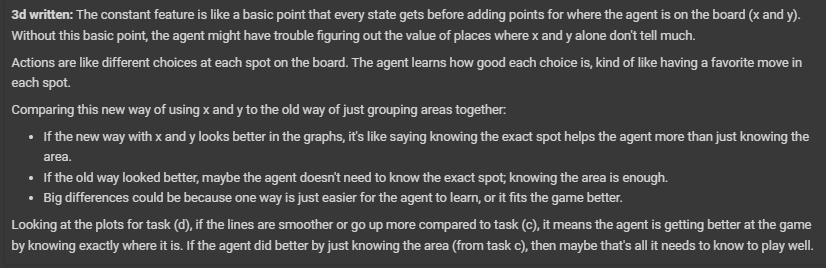 3d written: The constant feature is like a basic point that every state gets before adding points for where the agent is on the board (x and y).
Without this basic point, the agent might have trouble figuring out the value of places where x and y alone don't tell much.
Actions are like different choices at each spot on the board. The agent learns how good each choice is, kind of like having a favorite move in
each spot.
Comparing this new way of using x and y to the old way of just grouping areas together:
• If the new way with x and y looks better in the graphs, it's like saying knowing the exact spot helps the agent more than just knowing the
area.
• If the old way looked better, maybe the agent doesn't need to know the exact spot; knowing the area is enough.
• Big differences could be because one way is just easier for the agent to learn, or it fits the game better.
Looking at the plots for task (d), if the lines are smoother or go up more compared to task (c), it means the agent is getting better at the game
by knowing exactly where it is. If the agent did better by just knowing the area (from task c), then maybe that's all it needs to know to play well.